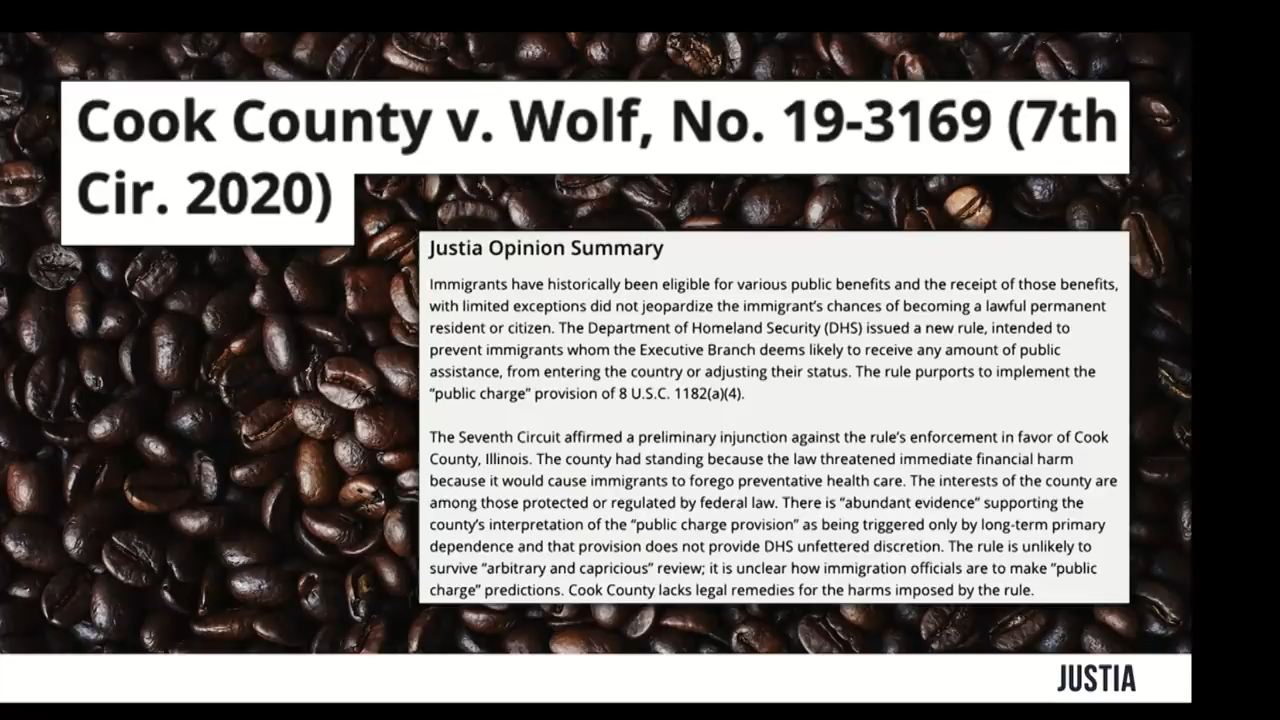 Cook County v. Wolf, No. 19-3169 (7th
Cir. 2020)
Justia Opinion Summary
Immigrants have historically been eligible for various public benefits and the receipt of those benefits,
with limited exceptions did not jeopardize the immigrant’s chances of becoming a lawful permanent
resident or citizen. The Department of Homeland Security (DHS) issued a new rule, intended to
prevent immigrants whom the Executive Branch deems likely to receive any amount of public
assistance, from entering the country or adjusting their status. The rule purports to implement the
“public charge” provision of 8 U.S.C. 1182(a)(4).
The Seventh Circuit affirmed a preliminary injunction against the rule’s enforcement in favor of Cook
County, Illinois. The county had standing because the law threatened immediate financial harm
because it would cause immigrants to forego preventative health care. The interests of the county are
among those protected or regulated by federal law. There is “abundant evidence” supporting the
county’s interpretation of the “public charge provision” as being triggered only by long-term primary
dependence and that provision does not provide DHS unfettered discretion. The rule is unlikely to
survive “arbitrary and capricious” review; it is unclear how immigration officials are to make “public
charge” predictions. Cook County lacks legal remedies for the harms imposed by the rule.
JUSTIA